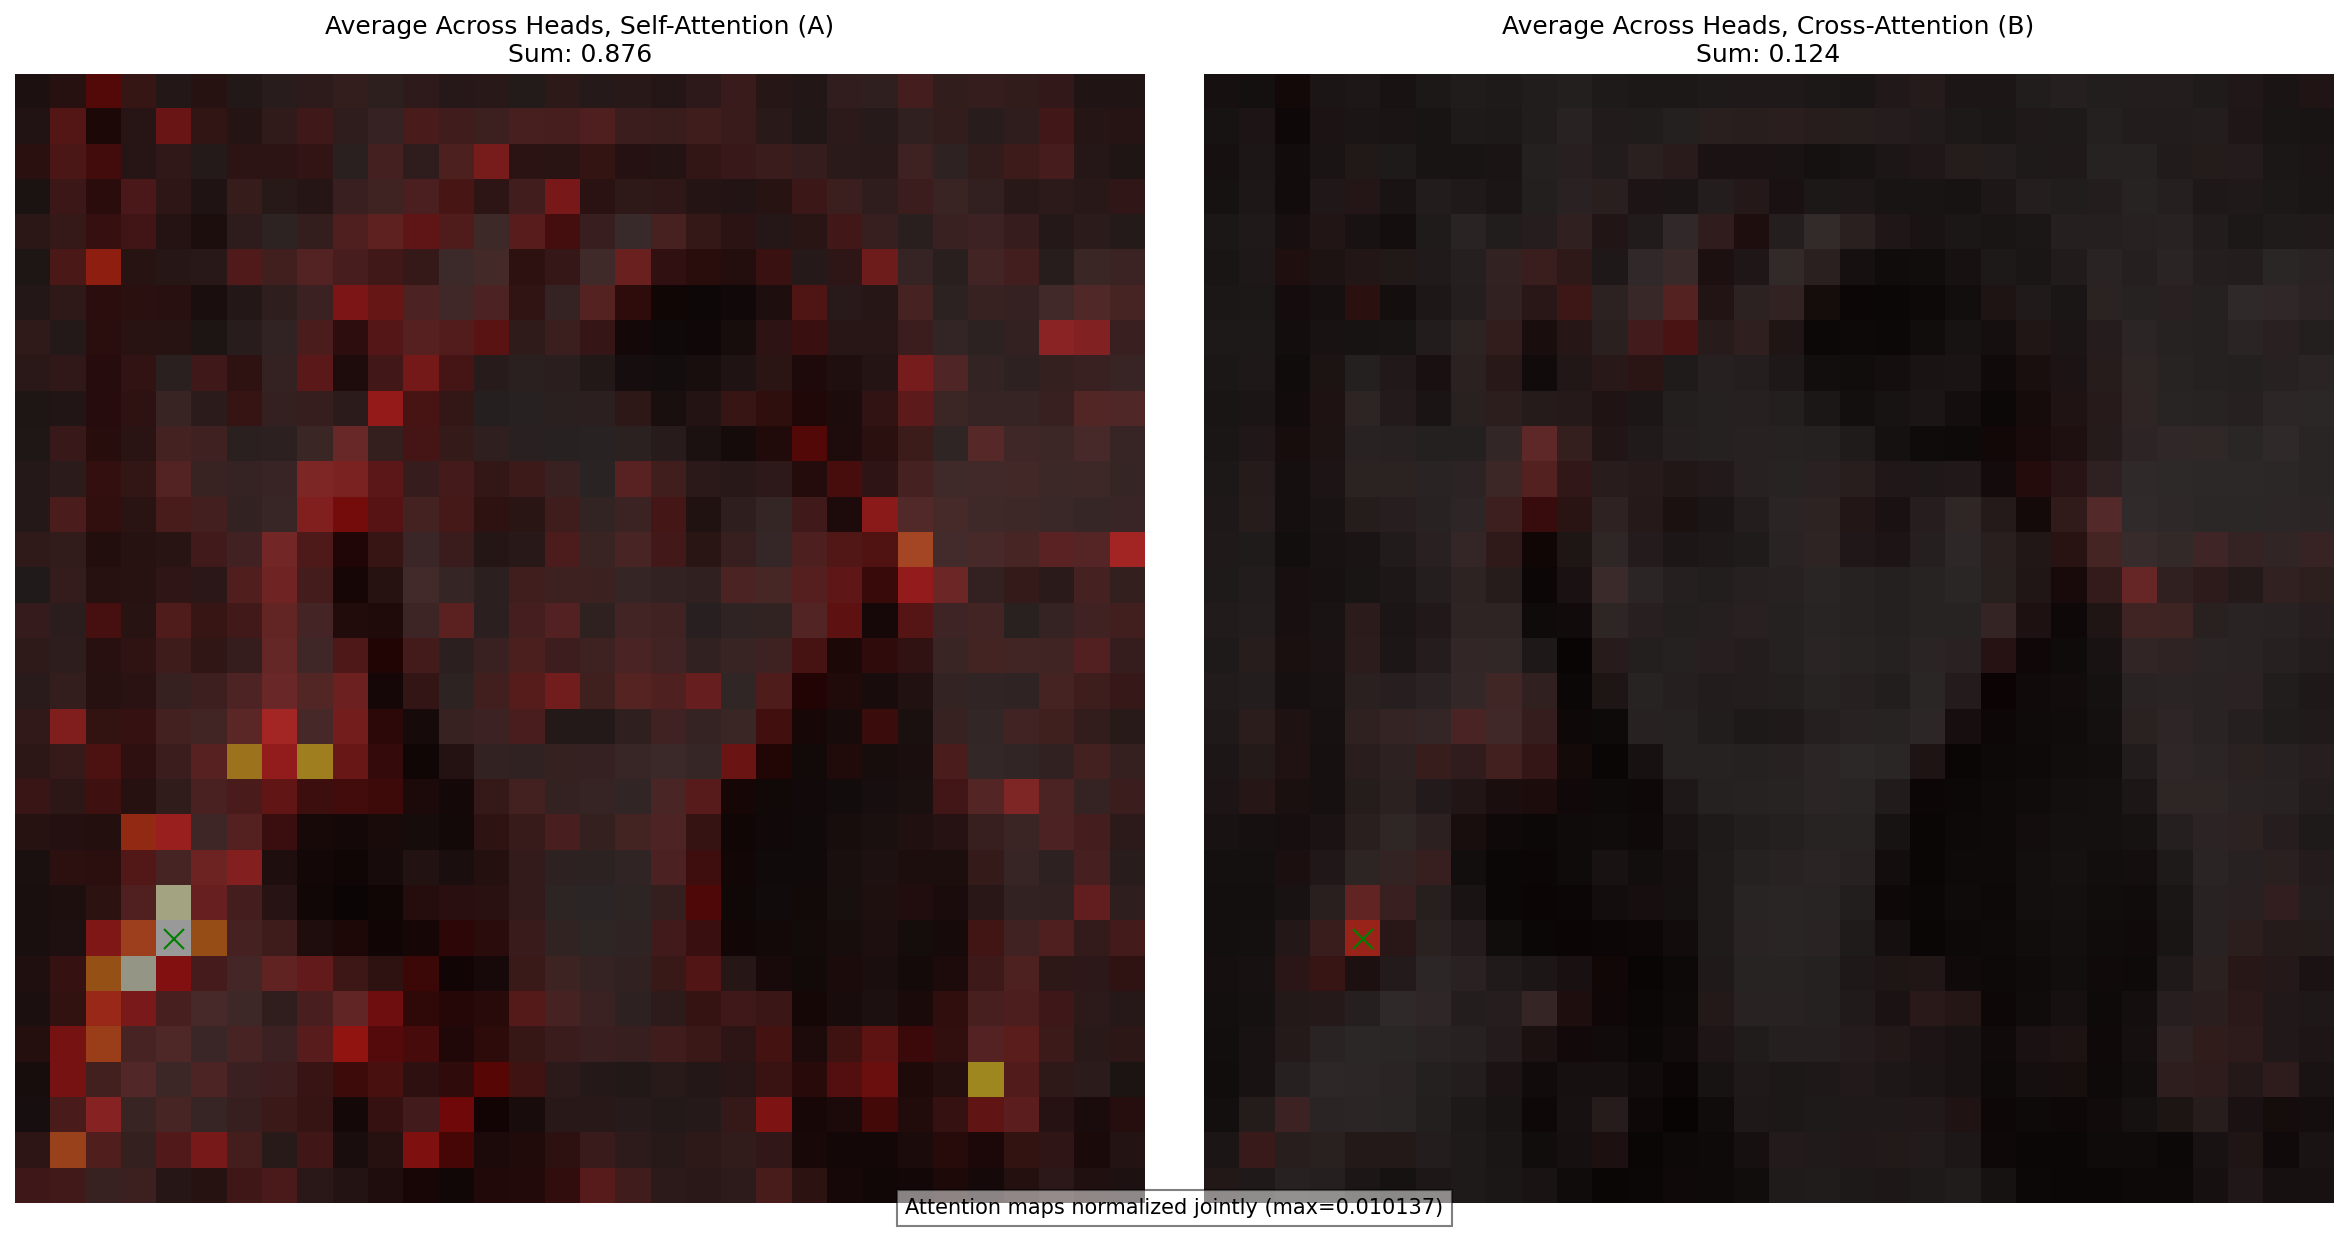 Average Across Heads, Self-Attention (A)
Sum: 0.876
Average Across Heads, Cross-Attention (B)
Sum: 0.124
Attention maps normalized jointly (max=0.010137)